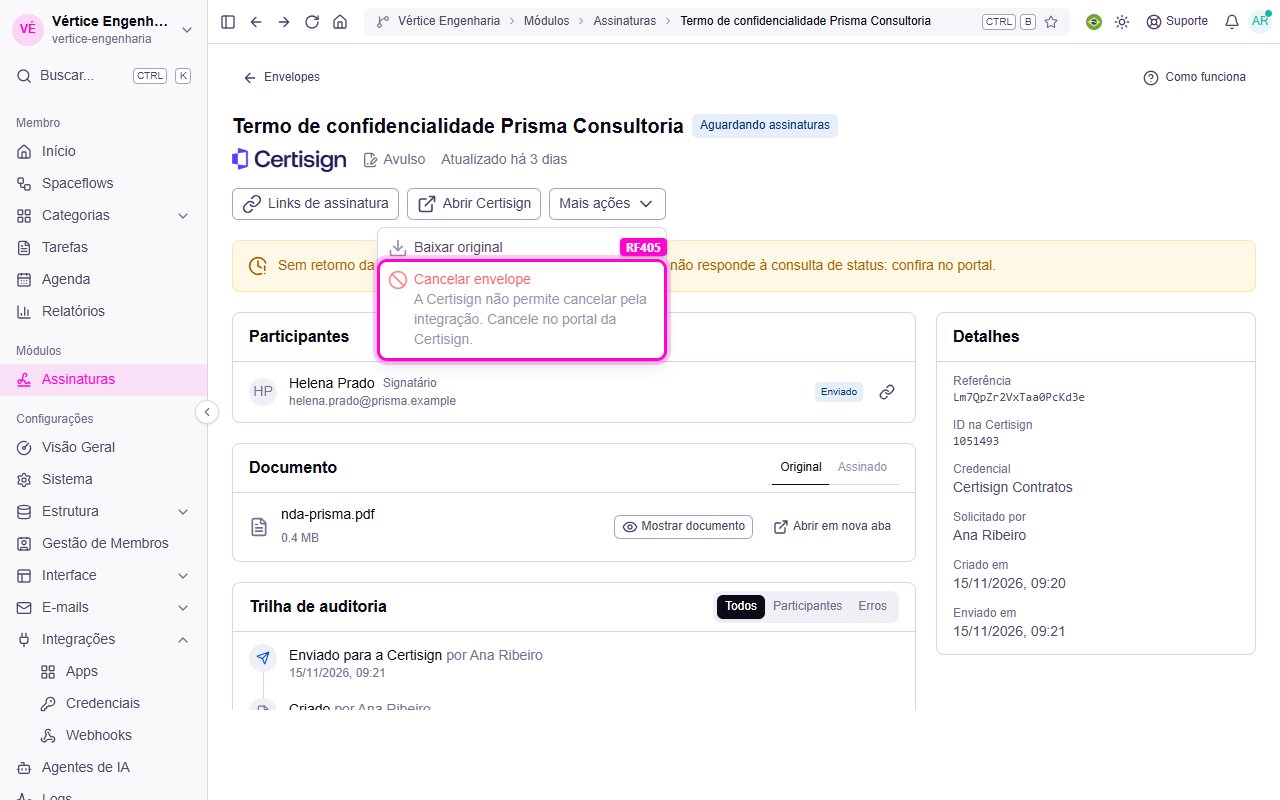 VÉ
Vértice Engenh...
vertice-engenharia
Buscar...
CTRL
K
Membro
Início
Spaceflows
Categorias
Tarefas
Agenda
Relatórios
Módulos
Assinaturas
Configurações
Visão Geral
Sistema
Estrutura
Gestão de Membros
Interface
E-mails
Integrações
Apps
Credenciais
Webhooks
Agentes de IA
Logs
Vértice Engenharia
Módulos
Assinaturas
Termo de confidencialidade Prisma Consultoria
CTRL
B
Suporte
AR
Envelopes
Como funciona
Termo de confidencialidade Prisma Consultoria
Aguardando assinaturas
Certisign
Avulso
Atualizado há 3 dias
Links de assinatura
Abrir Certisign
Mais ações
Baixar original
RF405
Cancelar envelope
A Certisign não permite cancelar pela
integração. Cancele no portal da
Certisign.
Sem retorno da
não responde à consulta de status: confira no portal.
Participantes
HP
Helena Prado
Signatário
helena.prado@prisma.example
Enviado
Documento
Original
Assinado
nda-prisma.pdf
0.4 MB
Mostrar documento
Abrir em nova aba
Trilha de auditoria
Todos
Participantes
Erros
Enviado para a Certisign por Ana Ribeiro
15/11/2026, 09:21
Criado por Ana Ribeiro
Detalhes
Referência
Lm7QpZr2VxTaa0PcKd3e
ID na Certisign
1051493
Credencial
Certisign Contratos
Solicitado por
Ana Ribeiro
Criado em
15/11/2026, 09:20
Enviado em
15/11/2026, 09:21